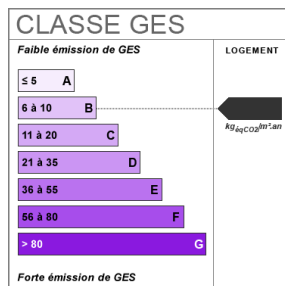 CLASSE GES
Faible émission de GES
LOGEMENT
≤ 5 A
6 à 10 B
kgéqCO2/m².an
11 à 20 C
21 à 35 D
36 à 55 E
56 à 80 F
> 80 G
Forte émission de GES